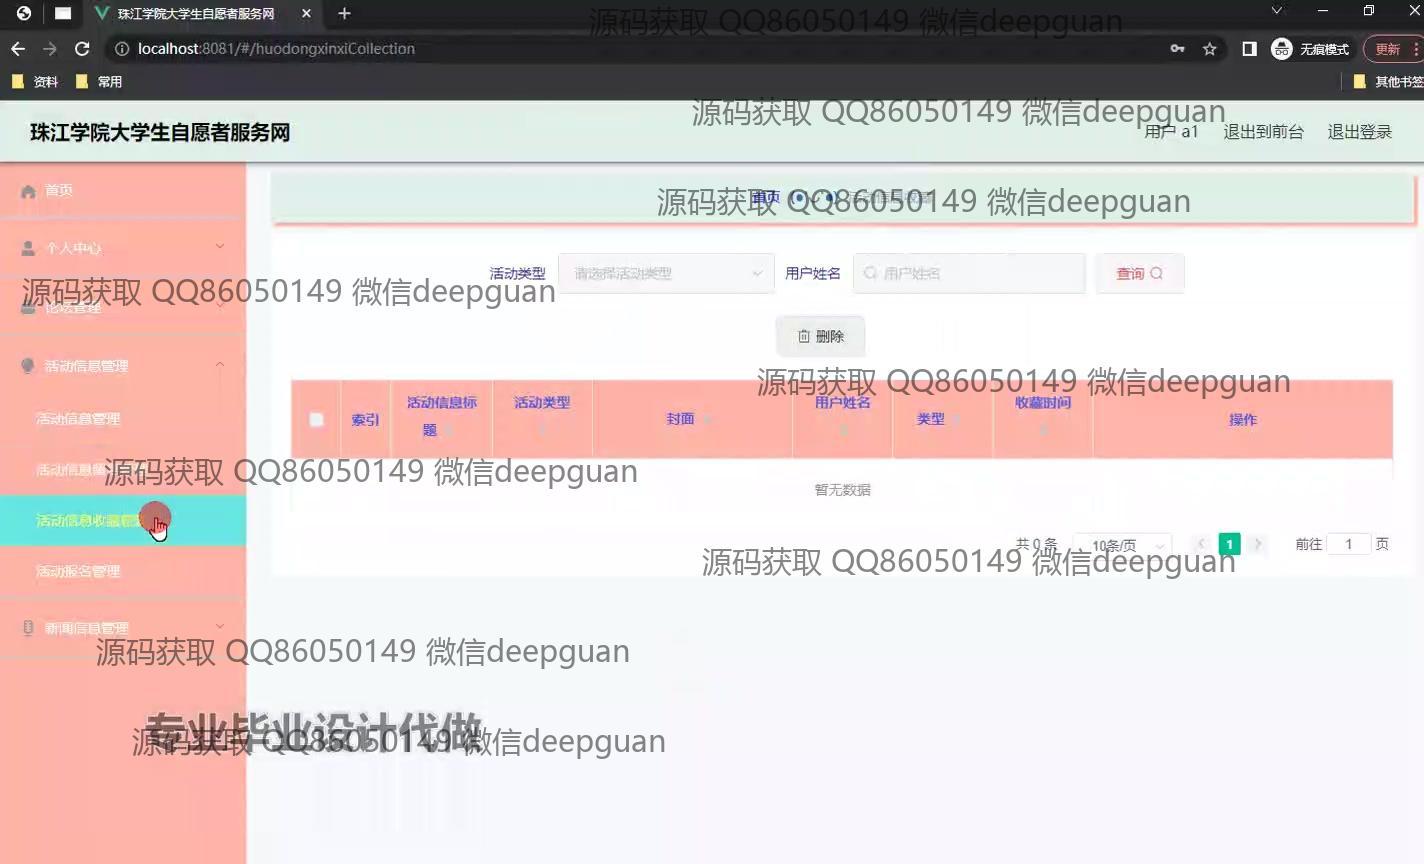 珠江学院大学生自愿者服务网
源码获取 QQ86050149 微信deepguan
localhost:8081/#/huodongxinxiCollection
无痕模式
更新
资料
常用
其他书签
源码获取 QQ86050149 微信deepguan
珠江学院大学生自愿者服务网
用户 a1
退出到前台
退出登录
首页
源码获取 QQ86050149 微信deepguan
首页
个人中心
活动类型
请选择活动类型
用户姓名
用户姓名
查询
源码获取 QQ86050149 微信deepguan
论坛管理
删除
活动信息管理
源码获取 QQ86050149 微信deepguan
索引
活动信息标题
活动类型
封面
用户姓名
类型
收藏时间
操作
活动信息管理
源码获取 QQ86050149 微信deepguan
活动信息
暂无数据
活动信息收藏
共 0 条
10条/页
1
前往
1
页
源码获取 QQ86050149 微信deepguan
活动报名管理
新闻信息管理
源码获取 QQ86050149 微信deepguan
专业毕业设计代做
源码获取 QQ86050149 微信deepguan